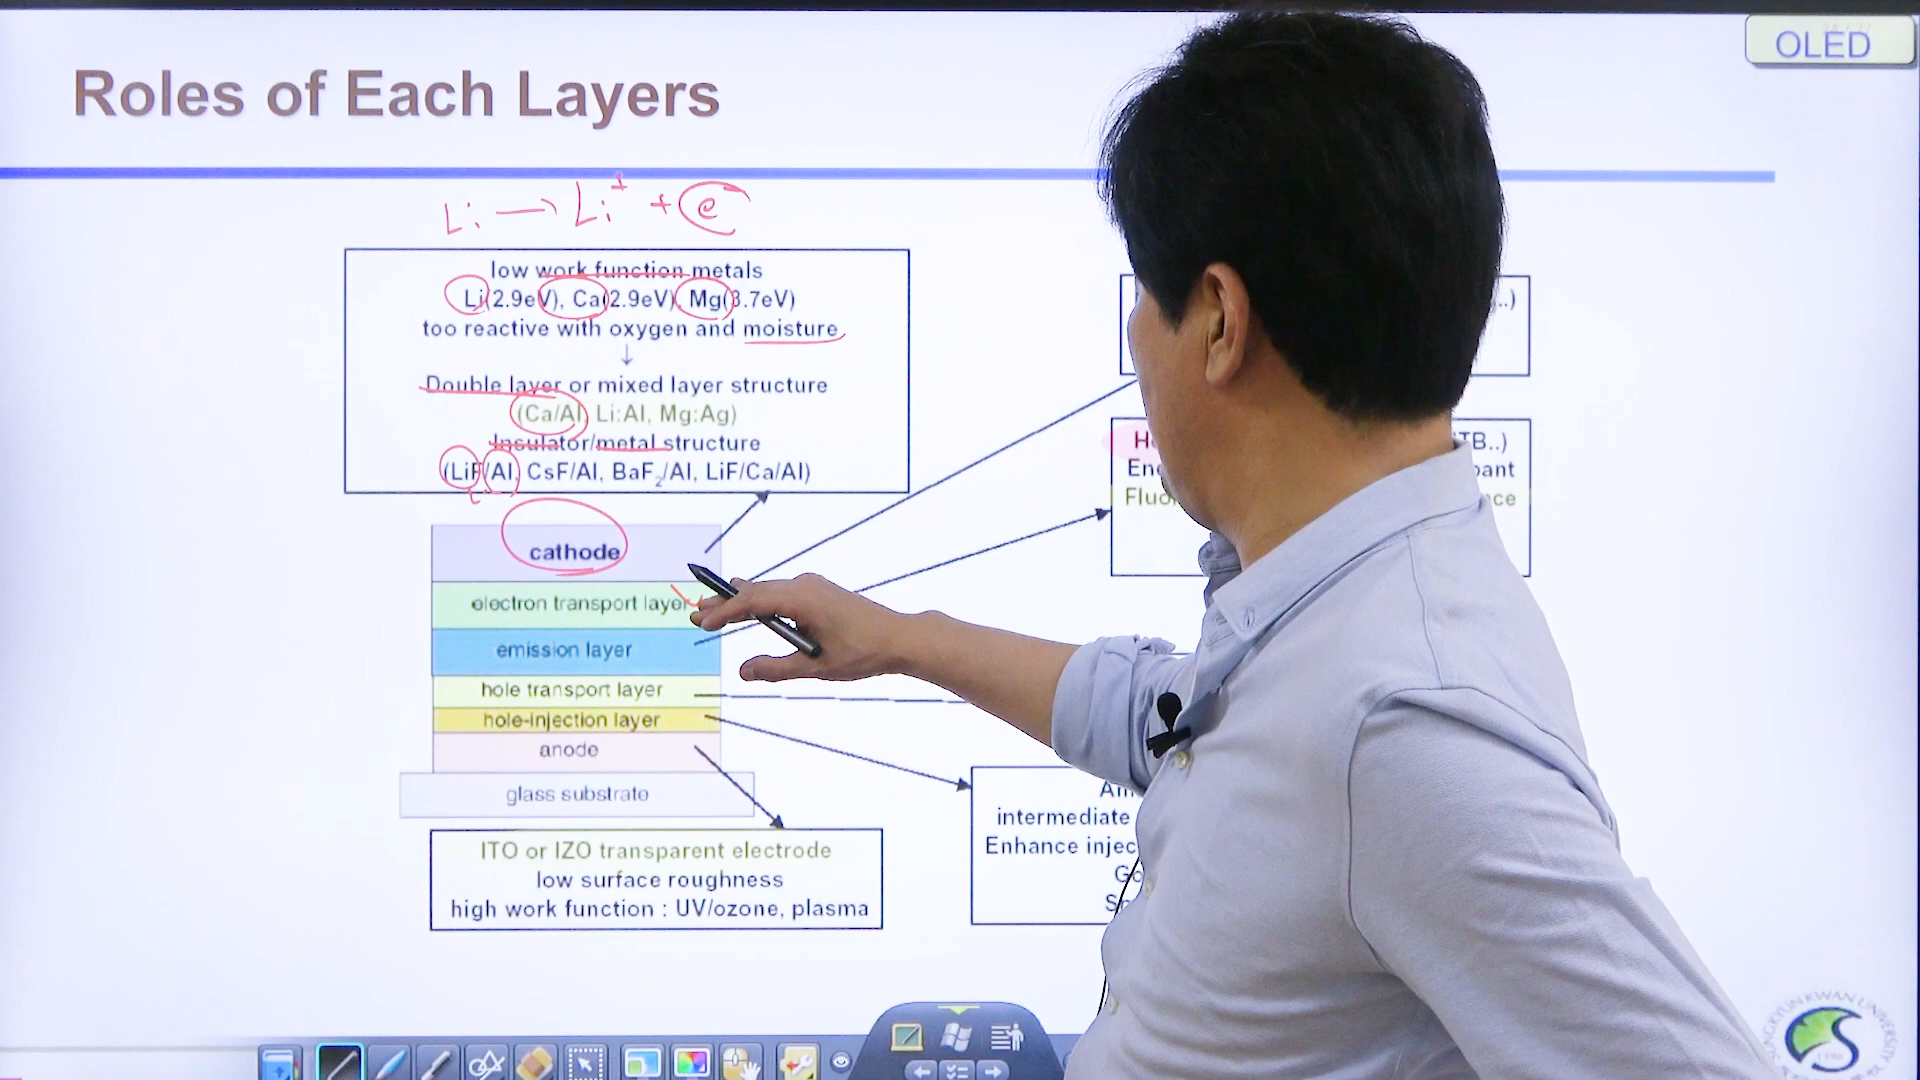 OLED
Roles of Each Layers
Li → Li⁺ + e⁻
low work function metals
Li(2.9eV), Ca(2.9eV), Mg(3.7eV)
too reactive with oxygen and moisture
↓
Double layer or mixed layer structure
(Ca/Al, Li:Al, Mg:Ag)
Insulator/metal structure
(LiF/Al, CsF/Al, BaF₂/Al, LiF/Ca/Al)
cathode
electron transport layer
emission layer
hole transport layer
hole-injection layer
anode
glass substrate
ITO or IZO transparent electrode
low surface roughness
high work function : UV/ozone, plasma
..)
TB..)
intermediate
Enhance